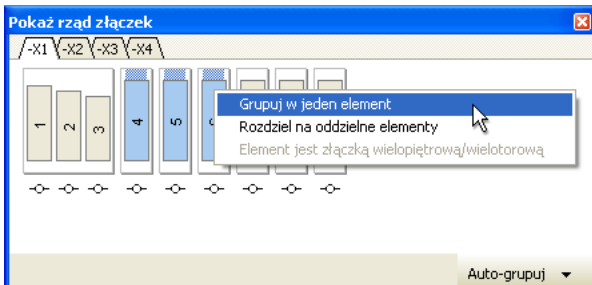 Pokaż rząd złączek
-X1 -X2 -X3 -X4
1 2 3 4 5
Grupuj w jeden element
Rozdziel na oddzielne elementy
Element jest złączką wielopiętrową/wielotorową
Auto-grupuj